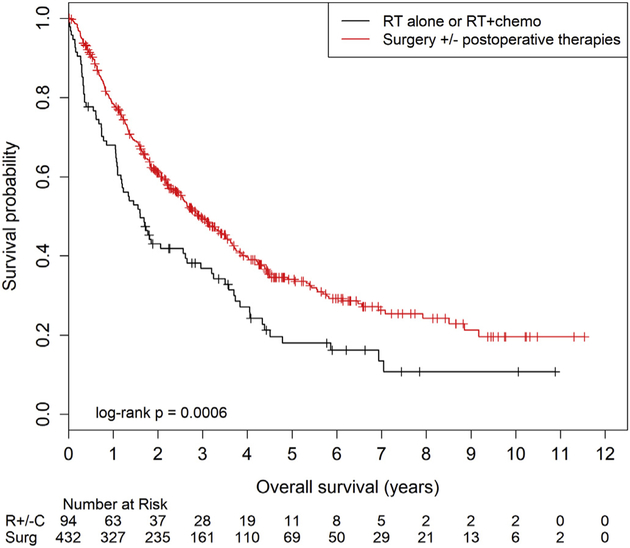 RT alone or RT+chemo
Surgery +/- postoperative therapies
Survival probability
1.0
0.8
0.6
0.4
0.2
0.0
log-rank p = 0.0006
0 1 2 3 4 5 6 7 8 9 10 11 12
Overall survival (years)
Number at Risk
R+/-C 94 63 37 28 19 11 8 5 2 2 2 0 0
Surg 432 327 235 161 110 69 50 29 21 13 6 2 0